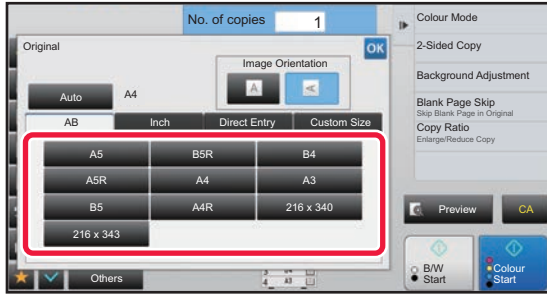 No. of copies 1
Original
OK
Image Orientation
A A
Auto A4
AB Inch Direct Entry Custom Size
A5 B5R B4
A5R A4 A3
B5 A4R 216 x 340
216 x 343
Others
A3
Colour Mode
2-Sided Copy
Background Adjustment
Blank Page Skip
Skip Blank Page in Original
Copy Ratio
Enlarge/Reduce Copy
Preview CA
B/W Start
Colour Start